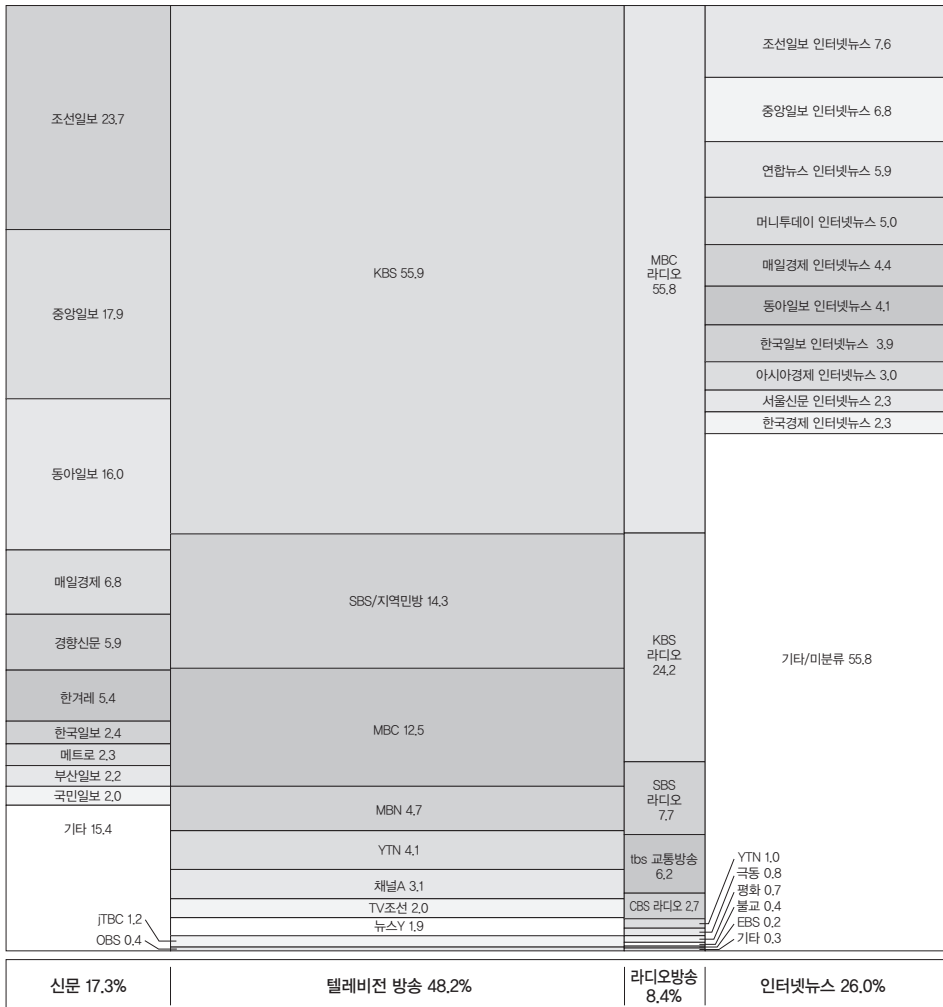 조선일보 23.7
중앙일보 17.9
동아일보 16.0
매일경제 6.8
경향신문 5.9
한겨레 5.4
한국일보 2.4
메트로 2.3
부산일보 2.2
국민일보 2.0
기타 15.4
KBS 55.9
SBS/지역민방 14.3
MBC 12.5
MBN 4.7
YTN 4.1
채널A 3.1
TV조선 2.0
뉴스Y 1.9
jTBC 1.2
OBS 0.4
MBC
라디오
55.8
KBS
라디오
24.2
SBS
라디오
7.7
tbs 교통방송
6.2
CBS 라디오 2.7
YTN 1.0
극동 0.8
평화 0.7
불교 0.4
EBS 0.2
기타 0.3
조선일보 인터넷뉴스 7.6
중앙일보 인터넷뉴스 6.8
연합뉴스 인터넷뉴스 5.9
머니투데이 인터넷뉴스 5.0
매일경제 인터넷뉴스 4.4
동아일보 인터넷뉴스 4.1
한국일보 인터넷뉴스 3.9
아시아경제 인터넷뉴스 3.0
서울신문 인터넷뉴스 2.3
한국경제 인터넷뉴스 2.3
기타/미분류 55.8
신문 17.3%
텔레비전 방송 48.2%
라디오방송
8.4%
인터넷뉴스 26.0%